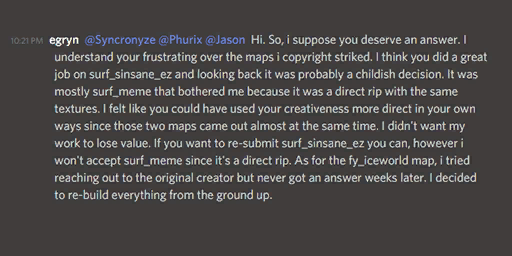 10:21 PM egryn @Syncronyze @Phurix @Jason Hi. So, i suppose you deserve an answer. I
understand your frustrating over the maps i copyright striked. I think you did a great
job on surf_sinsane_ez and looking back it was probably a childish decision. It was
mostly surf_meme that bothered me because it was a direct rip with the same
textures. I felt like you could have used your creativeness more direct in your own
ways since those two maps came out almost at the same time. I didn't want my
work to lose value. If you want to re-submit surf_sinsane_ez you can, however i
won't accept surf_meme since it's a direct rip. As for the fy_iceworld map, i tried
reaching out to the original creator but never got an answer weeks later. I decided
to re-build everything from the ground up.